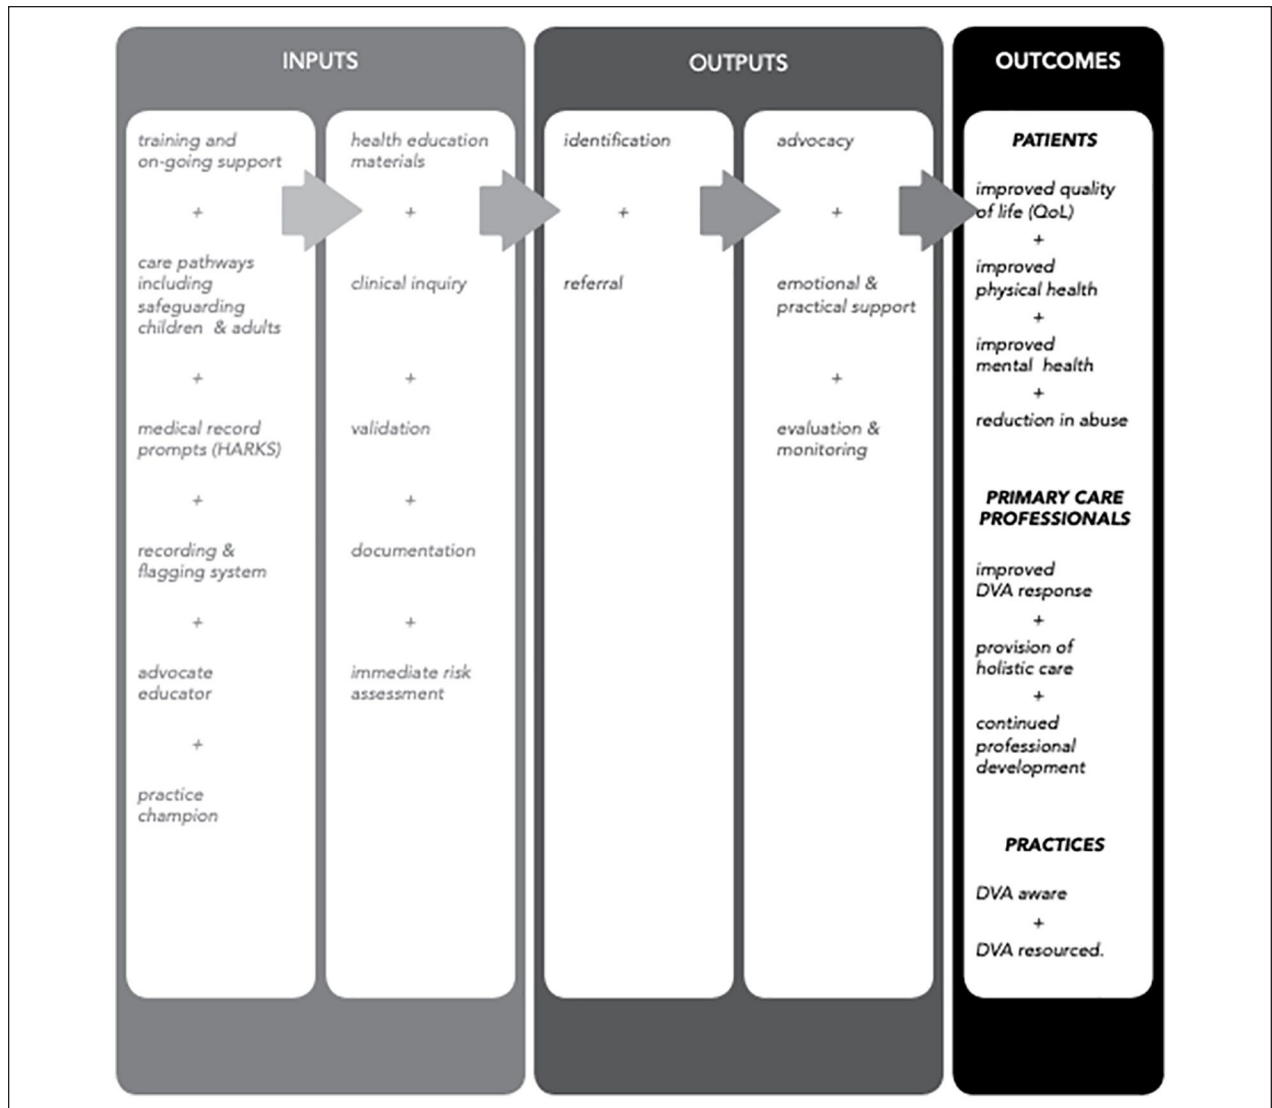 INPUTS
training and
on-going support
+
care pathways
including
safeguarding
children & adults
+
medical record
prompts (HARKS)
+
recording &
flagging system
+
advocate
educator
+
practice
champion
health education
materials
+
clinical inquiry
+
validation
+
documentation
+
immediate risk
assessment
OUTPUTS
identification
+
referral
advocacy
+
emotional &
practical support
+
evaluation &
monitoring
OUTCOMES
PATIENTS
improved quality
of life (QoL)
+
improved
physical health
+
improved
mental health
+
reduction in abuse
PRIMARY CARE
PROFESSIONALS
improved
DVA response
+
provision of
holistic care
+
continued
professional
development
PRACTICES
DVA aware
+
DVA resourced.